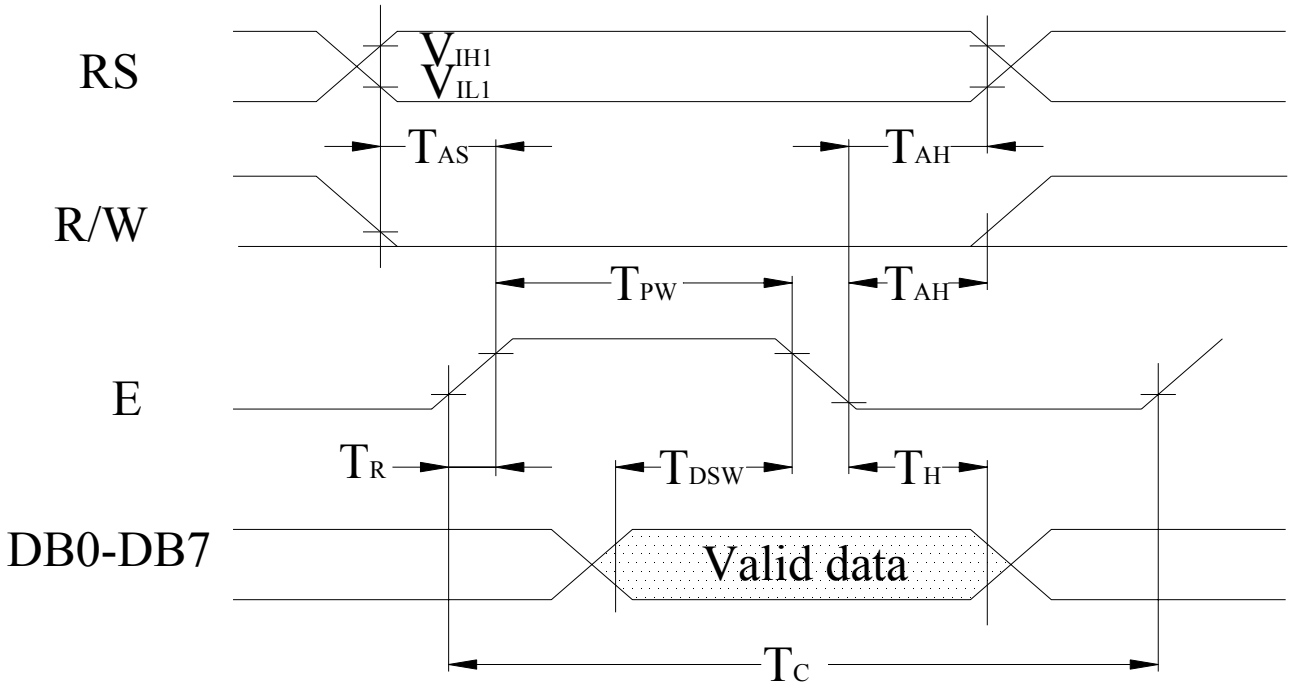 RS
VIH1
VIL1
TAS
TAH
R/W
TPW
TAH
E
TR
TDSW
TH
DB0-DB7
Valid data
TC